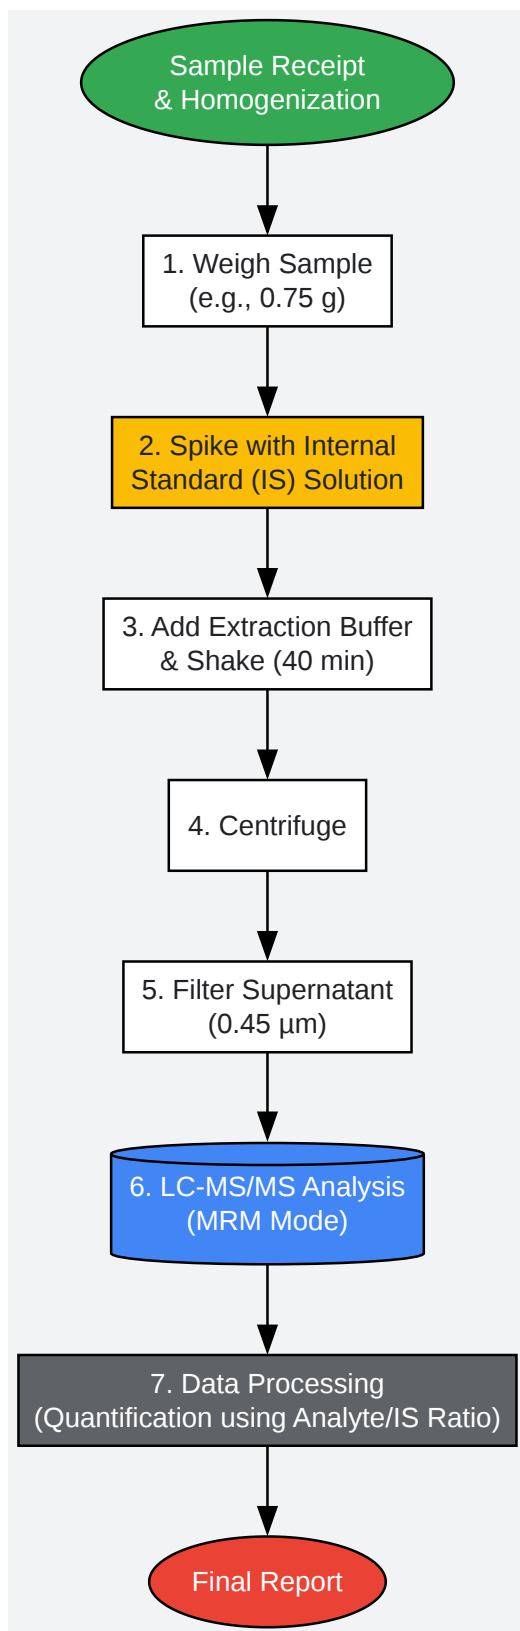 Sample Receipt
& Homogenization
1. Weigh Sample
(e.g., 0.75 g)
2. Spike with Internal
Standard (IS) Solution
3. Add Extraction Buffer
& Shake (40 min)
4. Centrifuge
5. Filter Supernatant
(0.45 µm)
6. LC-MS/MS Analysis
(MRM Mode)
7. Data Processing
(Quantification using Analyte/IS Ratio)
Final Report